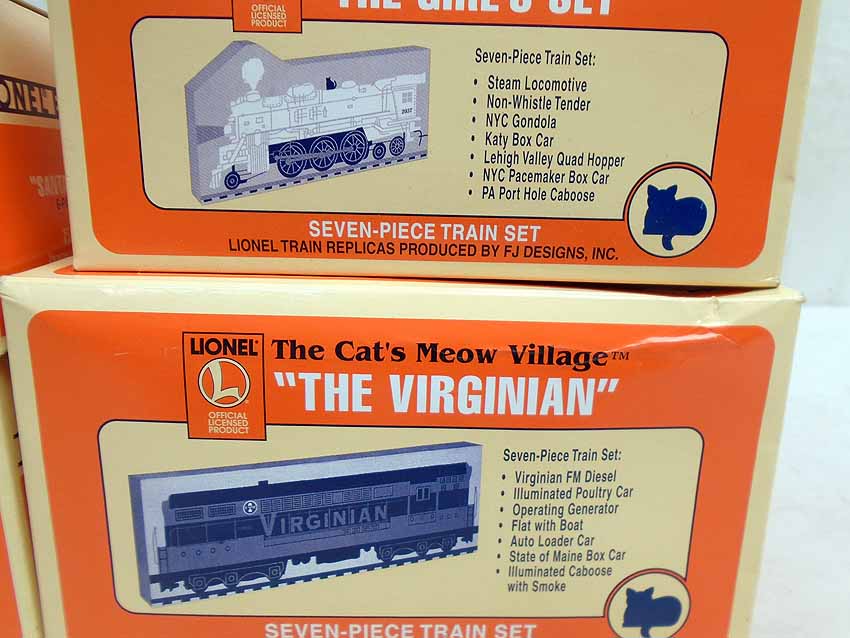 OFFICIAL
LICENSED
PRODUCT
"THE GIRL'S SET"
Seven-Piece Train Set:
• Steam Locomotive
• Non-Whistle Tender
• NYC Gondola
• Katy Box Car
• Lehigh Valley Quad Hopper
• NYC Pacemaker Box Car
• PA Port Hole Caboose
2037
SEVEN-PIECE TRAIN SET
LIONEL TRAIN REPLICAS PRODUCED BY FJ DESIGNS, INC.
LIONEL®
L
OFFICIAL
LICENSED
PRODUCT
The Cat's Meow Village™
"THE VIRGINIAN"
Seven-Piece Train Set:
• Virginian FM Diesel
• Illuminated Poultry Car
• Operating Generator
• Flat with Boat
• Auto Loader Car
• State of Maine Box Car
• Illuminated Caboose
with Smoke
VIRGINIAN
SEVEN-PIECE TRAIN SET